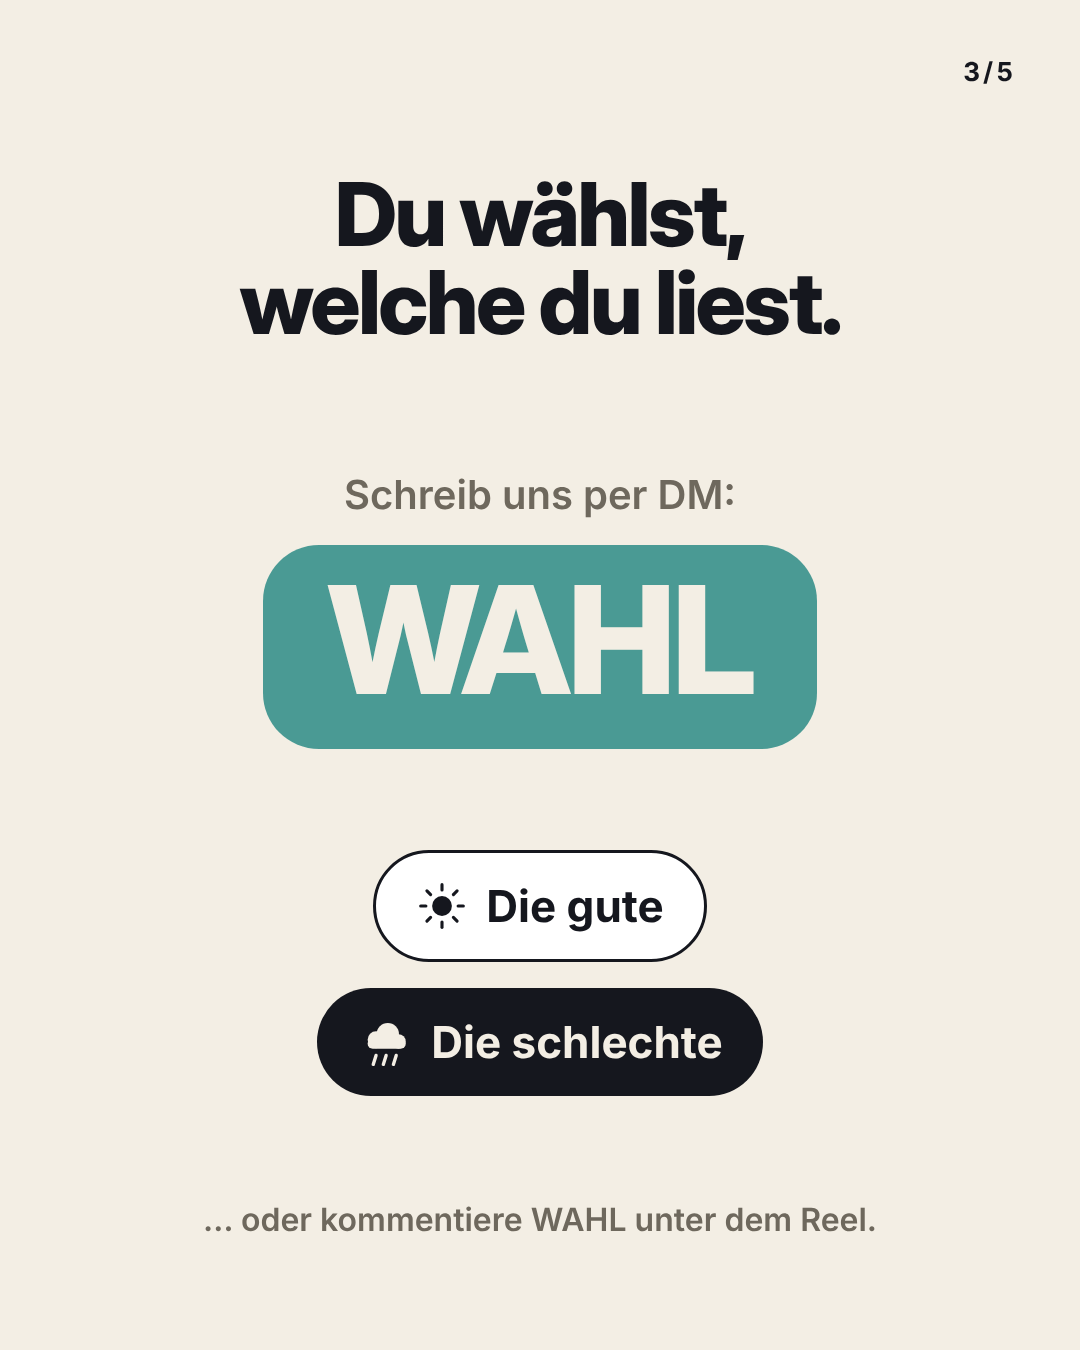 3/5
Du wählst,
welche du liest.
Schreib uns per DM:
WAHL
Die gute
Die schlechte
... oder kommentiere WAHL unter dem Reel.